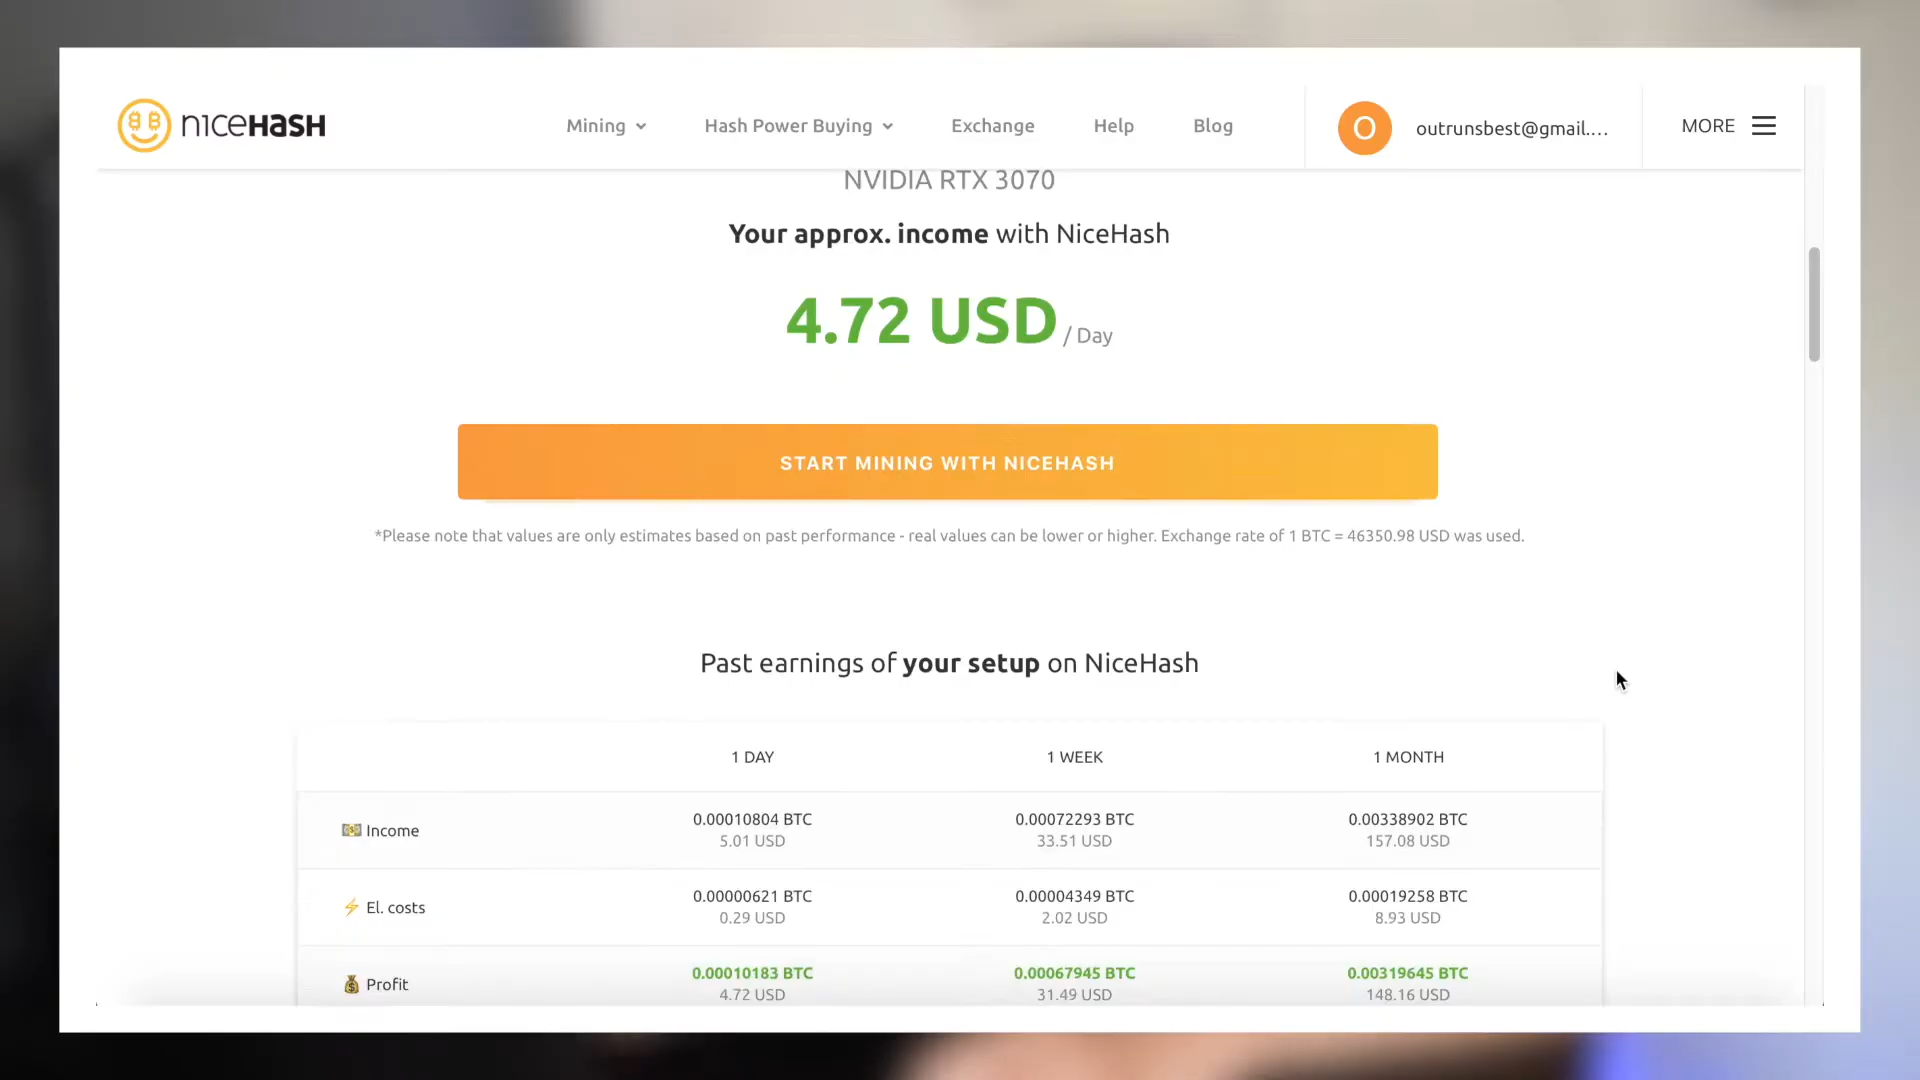 niceHASH
Mining
Hash Power Buying
Exchange
Help
Blog
O
outrunsbest@gmail....
MORE
NVIDIA RTX 3070
Your approx. income with NiceHash
4.72 USD / Day
START MINING WITH NICEHASH
*Please note that values are only estimates based on past performance - real values can be lower or higher. Exchange rate of 1 BTC = 46350.98 USD was used.
Past earnings of your setup on NiceHash
1 DAY 1 WEEK 1 MONTH
Income
0.00010804 BTC 0.00072293 BTC 0.00338902 BTC
5.01 USD 33.51 USD 157.08 USD
El. costs
0.00000621 BTC 0.00004349 BTC 0.00019258 BTC
0.29 USD 2.02 USD 8.93 USD
Profit
0.00010183 BTC 0.00067945 BTC 0.00319645 BTC
4.72 USD 31.49 USD 148.16 USD